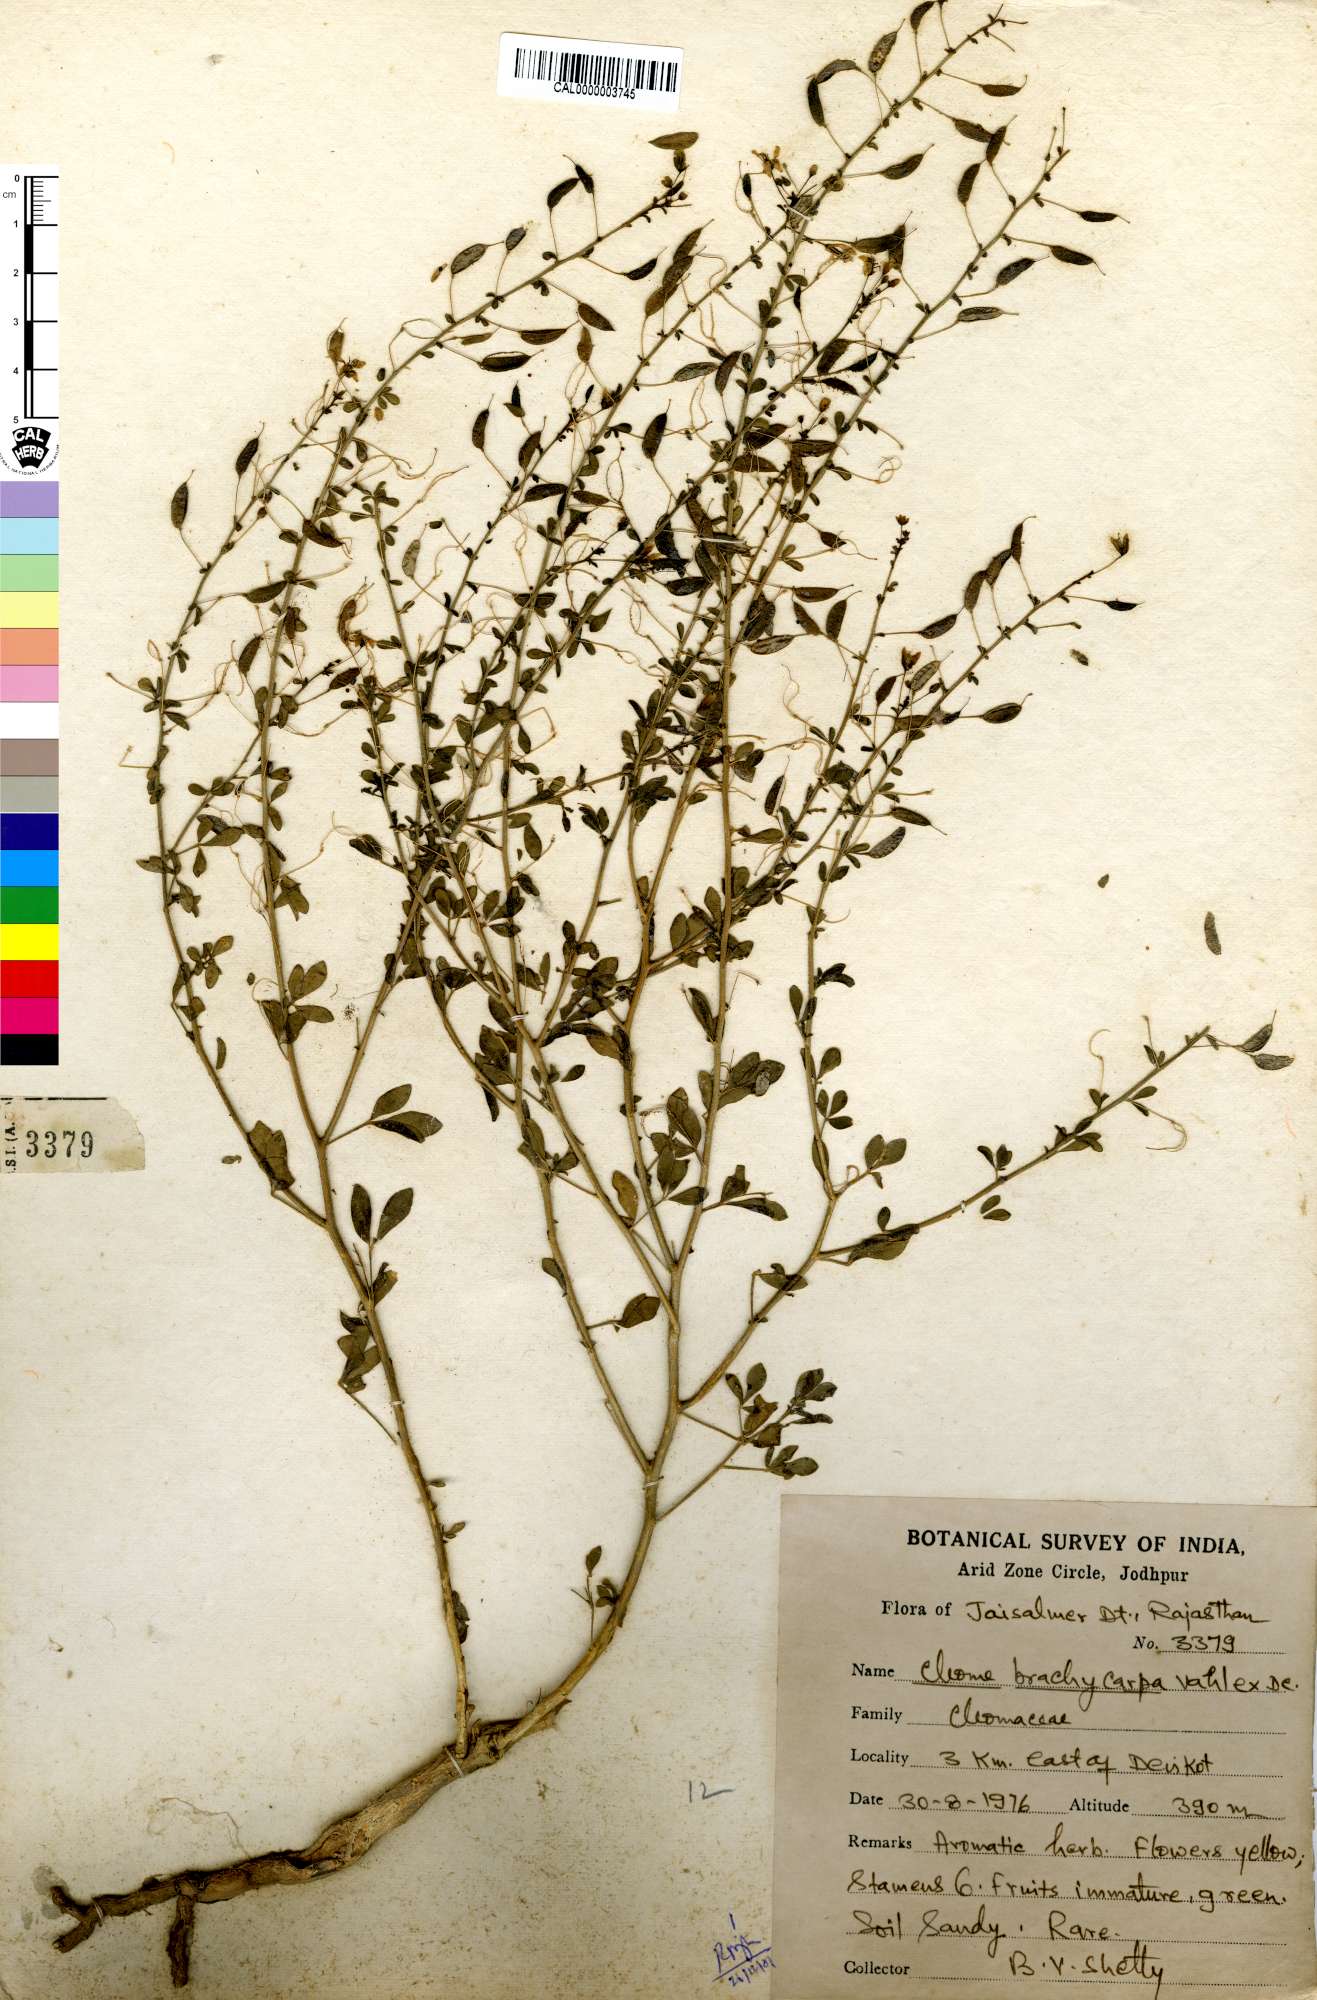 CAL0000003745
0
cm
1
2
3
4
5
CAL
HERB
.S.I. (A.
3379
BOTANICAL SURVEY OF INDIA,
Arid Zone Circle, Jodhpur
Flora of Jaisalmer Dt., Rajasthan
No. 3379
Name Cleome brachycarpa Vahl ex DC.
Family Cleomaceae
Locality 3 Km. east of Devikot
Date 30-8-1976 Altitude 390 m
Remarks Aromatic herb. Flowers yellow;
Stamens 6. Fruits immature, green.
Soil Sandy. Rare.
Collector B.V. Shetty
12